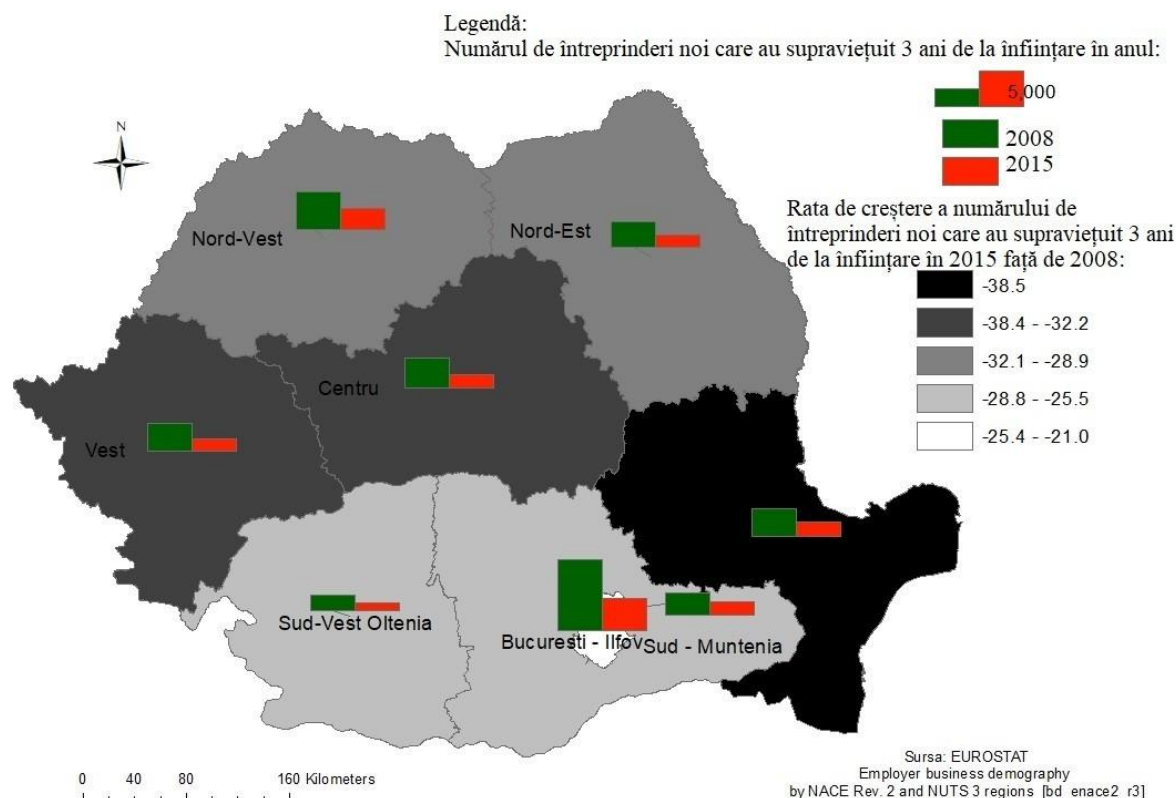 Legendă:
Numărul de întreprinderi noi care au supraviețuit 3 ani de la înființare în anul:
5,000
2008
2015
Rata de creștere a numărului de
întreprinderi noi care au supraviețuit 3 ani
de la înființare în 2015 față de 2008:
-38.5
-38.4 - -32.2
-32.1 - -28.9
-28.8 - -25.5
-25.4 - -21.0
N
Nord-Vest
Nord-Est
Centru
Vest
Sud-Vest Oltenia
Bucuresti - Ilfov
Sud - Muntenia
0 40 80 160 Kilometers
Sursa: EUROSTAT
Employer business demography
by NACE Rev. 2 and NUTS 3 regions [bd_enace2_r3]